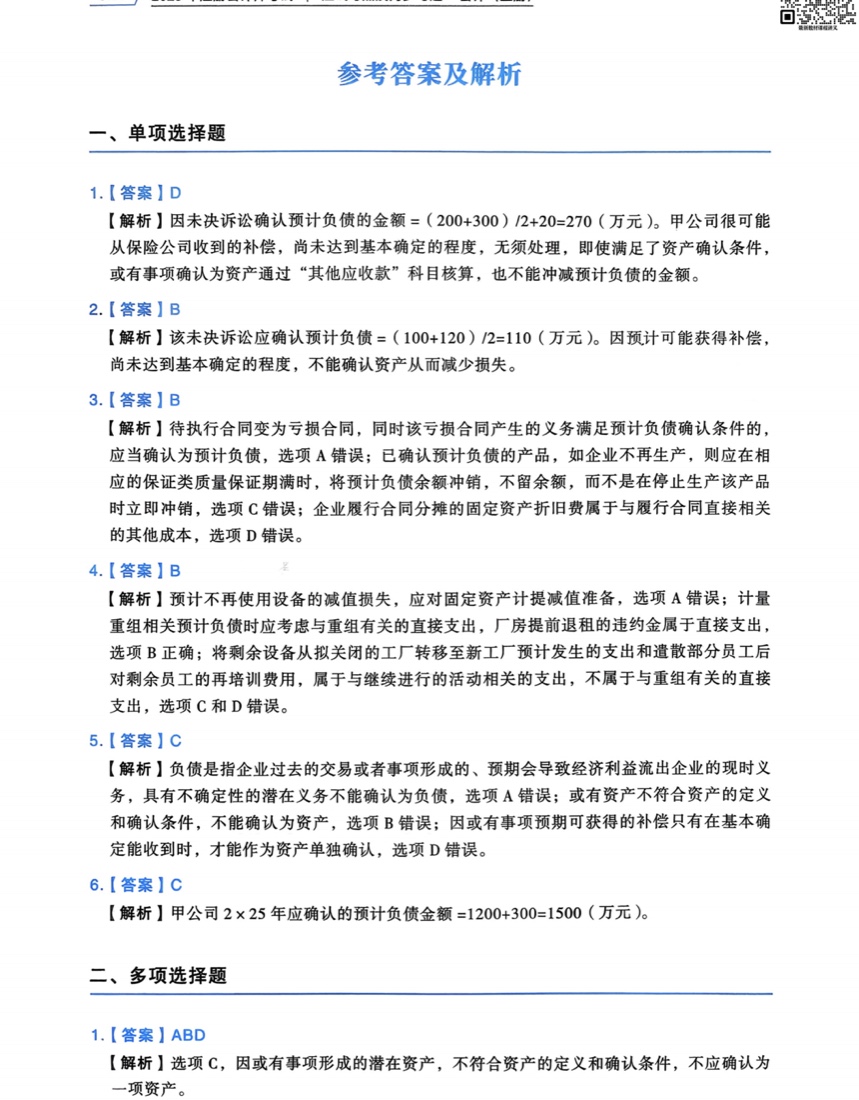 参考答案及解析
一、单项选择题
1.【答案】D
【解析】因未决诉讼确认预计负债的金额 =（200+300）/2+20=270（万元）。甲公司很可能
从保险公司收到的补偿，尚未达到基本确定的程度，无须处理，即使满足了资产确认条件，
或有事项确认为资产通过“其他应收款”科目核算，也不能冲减预计负债的金额。
2.【答案】B
【解析】该未决诉讼应确认预计负债 =（100+120）/2=110（万元）。因预计可能获得补偿，
尚未达到基本确定的程度，不能确认资产从而减少损失。
3.【答案】B
【解析】待执行合同变为亏损合同，同时该亏损合同产生的义务满足预计负债确认条件的，
应当确认为预计负债，选项 A 错误；已确认预计负债的产品，如企业不再生产，则应在相
应的保证类质量保证期满时，将预计负债余额冲销，不留余额，而不是在停止生产该产品
时立即冲销，选项 C 错误；企业履行合同分摊的固定资产折旧费属于与履行合同直接相关
的其他成本，选项 D 错误。
4.【答案】B
【解析】预计不再使用设备的减值损失，应对固定资产计提减值准备，选项 A 错误；计量
重组相关预计负债时应考虑与重组有关的直接支出，厂房提前退租的违约金属于直接支出，
选项 B 正确；将剩余设备从拟关闭的工厂转移至新工厂预计发生的支出和遣散部分员工后
对剩余员工的再培训费用，属于与继续进行的活动相关的支出，不属于与重组有关的直接
支出，选项 C 和 D 错误。
5.【答案】C
【解析】负债是指企业过去的交易或者事项形成的、预期会导致经济利益流出企业的现时义
务，具有不确定性的潜在义务不能确认为负债，选项 A 错误；或有资产不符合资产的定义
和确认条件，不能确认为资产，选项 B 错误；因或有事项预期可获得的补偿只有在基本确
定能收到时，才能作为资产单独确认，选项 D 错误。
6.【答案】C
【解析】甲公司 2 × 25 年应确认的预计负债金额 =1200+300=1500（万元）。
二、多项选择题
1.【答案】ABD
【解析】选项 C，因或有事项形成的潜在资产，不符合资产的定义和确认条件，不应确认为
一项资产。